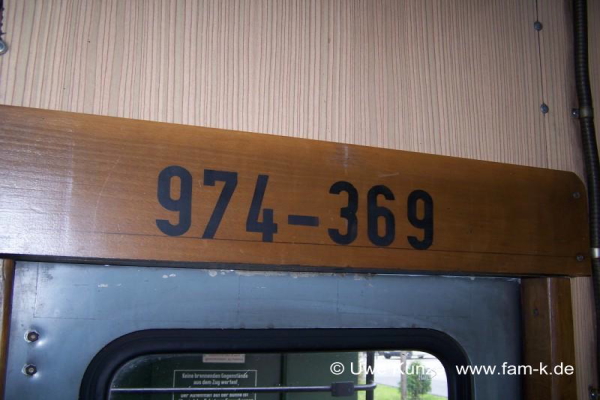 974-369
Keine brennenden Gegenstände
aus dem Zug werfen!
© Uwe Kunze www.fam-k.de